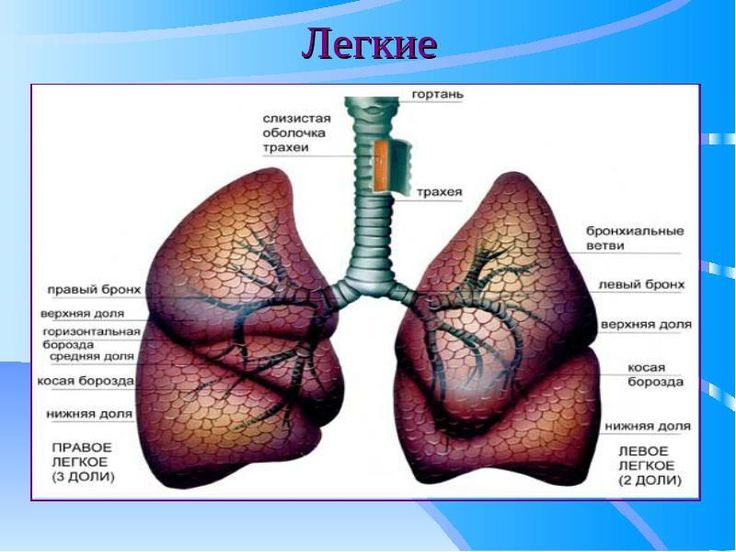 Легкие
гортань
слизистая
оболочка
трахеи
трахея
бронхиальные
ветви
правый бронх
левый бронх
верхняя доля
верхняя доля
горизонтальная
борозда
средняя доля
косая
борозда
косая борозда
нижняя доля
нижняя доля
ПРАВОЕ
ЛЕГКОЕ
(3 ДОЛИ)
ЛЕВОЕ
ЛЕГКОЕ
(2 ДОЛИ)